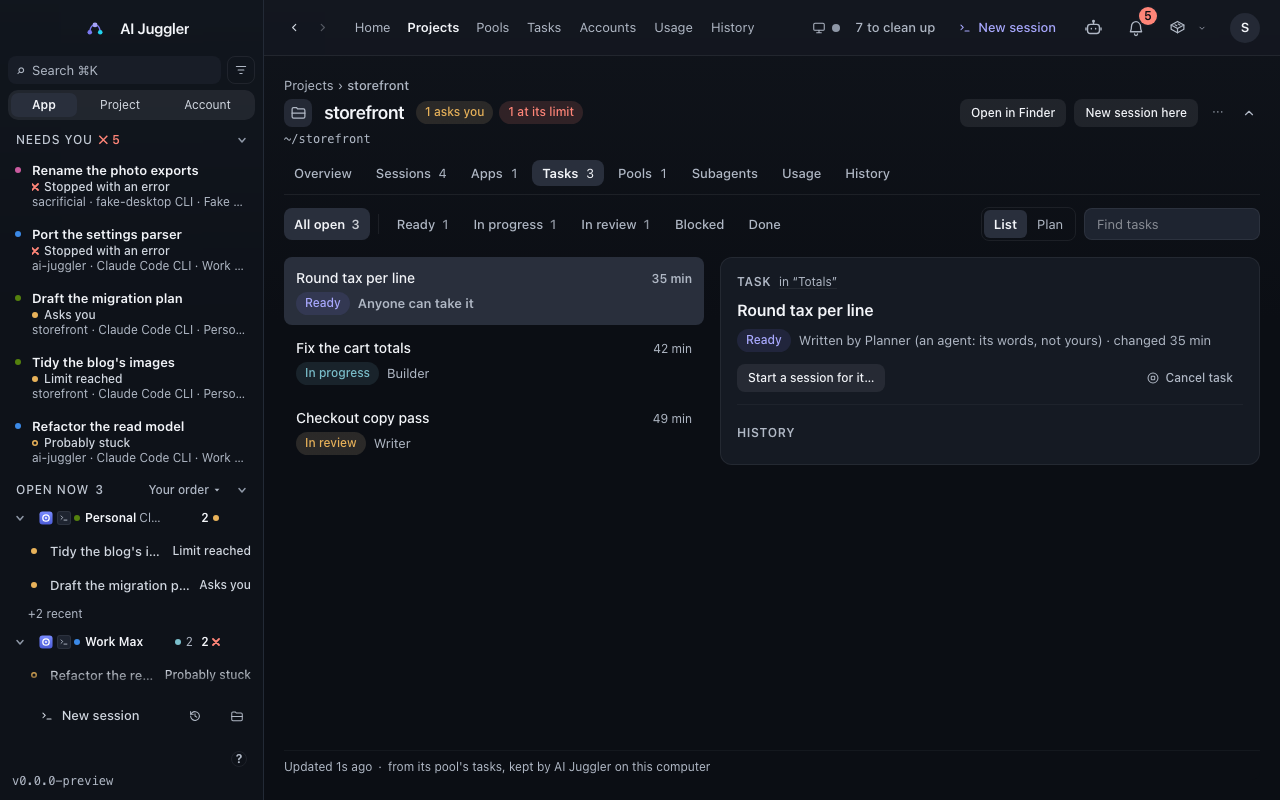 AI Juggler
Search ⌘K
App
Project
Account
NEEDS YOU 5
Rename the photo exports
Stopped with an error
sacrificial · fake-desktop CLI · Fake ...
Port the settings parser
Stopped with an error
ai-juggler · Claude Code CLI · Work ...
Draft the migration plan
Asks you
storefront · Claude Code CLI · Perso...
Tidy the blog's images
Limit reached
storefront · Claude Code CLI · Perso...
Refactor the read model
Probably stuck
ai-juggler · Claude Code CLI · Work ...
OPEN NOW 3
Your order
Personal Cl... 2
Tidy the blog's i... Limit reached
Draft the migration p... Asks you
+2 recent
Work Max 2 2
Refactor the re... Probably stuck
New session
?
v0.0.0-preview
Home Projects Pools Tasks Accounts Usage History
7 to clean up
New session
5
S
Projects › storefront
storefront
1 asks you
1 at its limit
Open in Finder
New session here
...
~/storefront
Overview Sessions 4 Apps 1 Tasks 3 Pools 1 Subagents Usage History
All open 3 Ready 1 In progress 1 In review 1 Blocked Done
List
Plan
Find tasks
Round tax per line 35 min
Ready Anyone can take it
Fix the cart totals 42 min
In progress Builder
Checkout copy pass 49 min
In review Writer
TASK in “Totals”
Round tax per line
Ready Written by Planner (an agent: its words, not yours) · changed 35 min
Start a session for it...
Cancel task
HISTORY
Updated 1s ago · from its pool's tasks, kept by AI Juggler on this computer